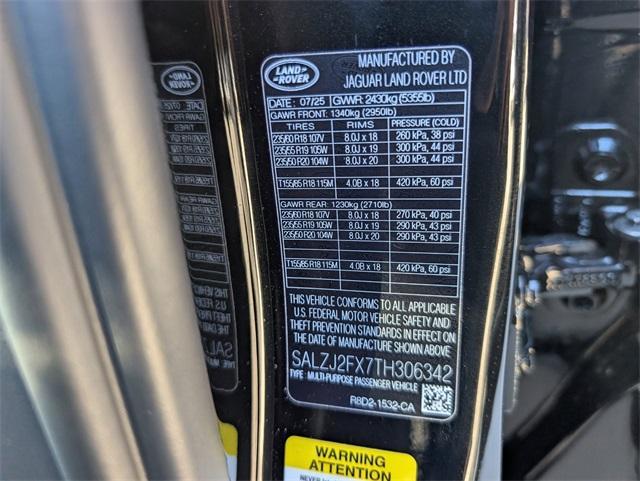 LAND ROVER
MANUFACTURED BY
JAGUAR LAND ROVER LTD
DATE : 07/25 GVWR: 2430kg (5355lb)
GAWR FRONT: 1340kg (2950lb)
TIRES RIMS PRESSURE (COLD)
235/60 R18 107V 8.0J x 18 260 kPa, 38 psi
235/55 R19 105W 8.0J x 19 300 kPa, 44 psi
235/50 R20 104W 8.0J x 20 300 kPa, 44 psi
T155/85 R18 115M 4.0B x 18 420 kPa, 60 psi
GAWR REAR: 1230kg (2710lb)
235/60 R18 107V 8.0J x 18 270 kPa, 40 psi
235/55 R19 105W 8.0J x 19 290 kPa, 43 psi
235/50 R20 104W 8.0J x 20 290 kPa, 43 psi
T155/85 R18 115M 4.0B x 18 420 kPa, 60 psi
THIS VEHICLE CONFORMS TO ALL APPLICABLE
U.S. FEDERAL MOTOR VEHICLE SAFETY AND
THEFT PREVENTION STANDARDS IN EFFECT ON
THE DATE OF MANUFACTURE SHOWN ABOVE
SALZJ2FX7TH306342
TYPE : MULTI-PURPOSE PASSENGER VEHICLE
R8D2-1532-CA
WARNING
ATTENTION